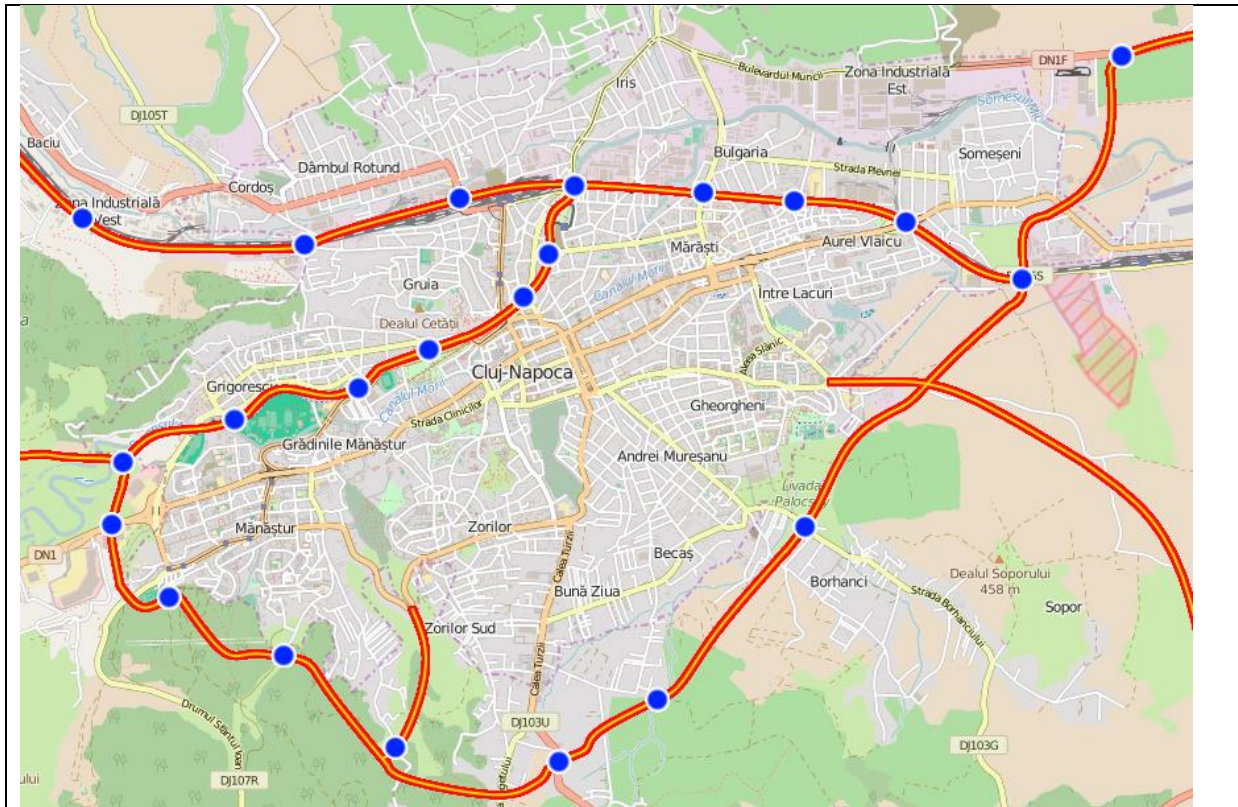 DN1F
Bulevardul Muncii
Zona Industrială
Est
Iris
DJ105T
Someșul Mic
Baciu
Bulgaria
Someșeni
Dâmbul Rotund
Strada Plevnei
Cordoș
Zona Industrială
Vest
Mărăști
Aurel Vlaicu
Canalul Morii
Gruia
Între Lacuri
Dealul Cetății
Aleea Slănic
Cluj-Napoca
Grigorescu
Canalul Morii
Gheorgheni
Strada Clinicilor
Grădinile Mănăștur
Andrei Mureșanu
Livada
Palocsay
Mănăștur
Zorilor
DN1
Becaș
Calea Turzii
Borhanci
Dealul Soporului
458 m
Bună Ziua
Sopor
Strada Borhanciului
Zorilor Sud
Calea Turzii
Drumul Sfântul Ioan
DJ103U
DJ103G
DJ107R